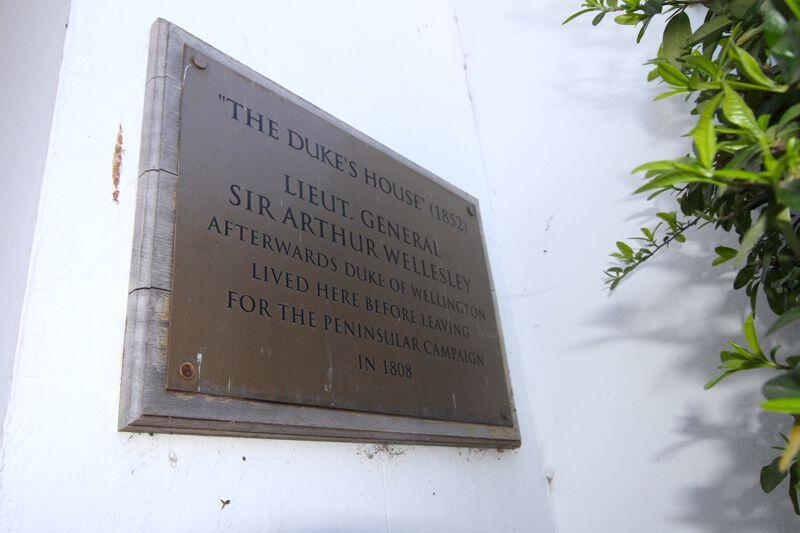 "THE DUKE'S HOUSE" (1852)
LIEUT. GENERAL
SIR ARTHUR WELLESLEY
AFTERWARDS DUKE OF WELLINGTON
LIVED HERE BEFORE LEAVING
FOR THE PENINSULAR CAMPAIGN
IN 1808